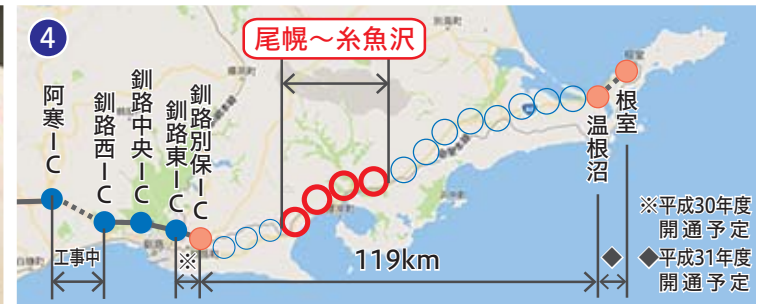 4
尾幌～糸魚沢
阿寒IC
釧路西IC
釧路中央IC
釧路東IC
釧路別保IC
根室
温根沼
工事中
※
119km
◆
※平成30年度
開通予定
◆平成31年度
開通予定